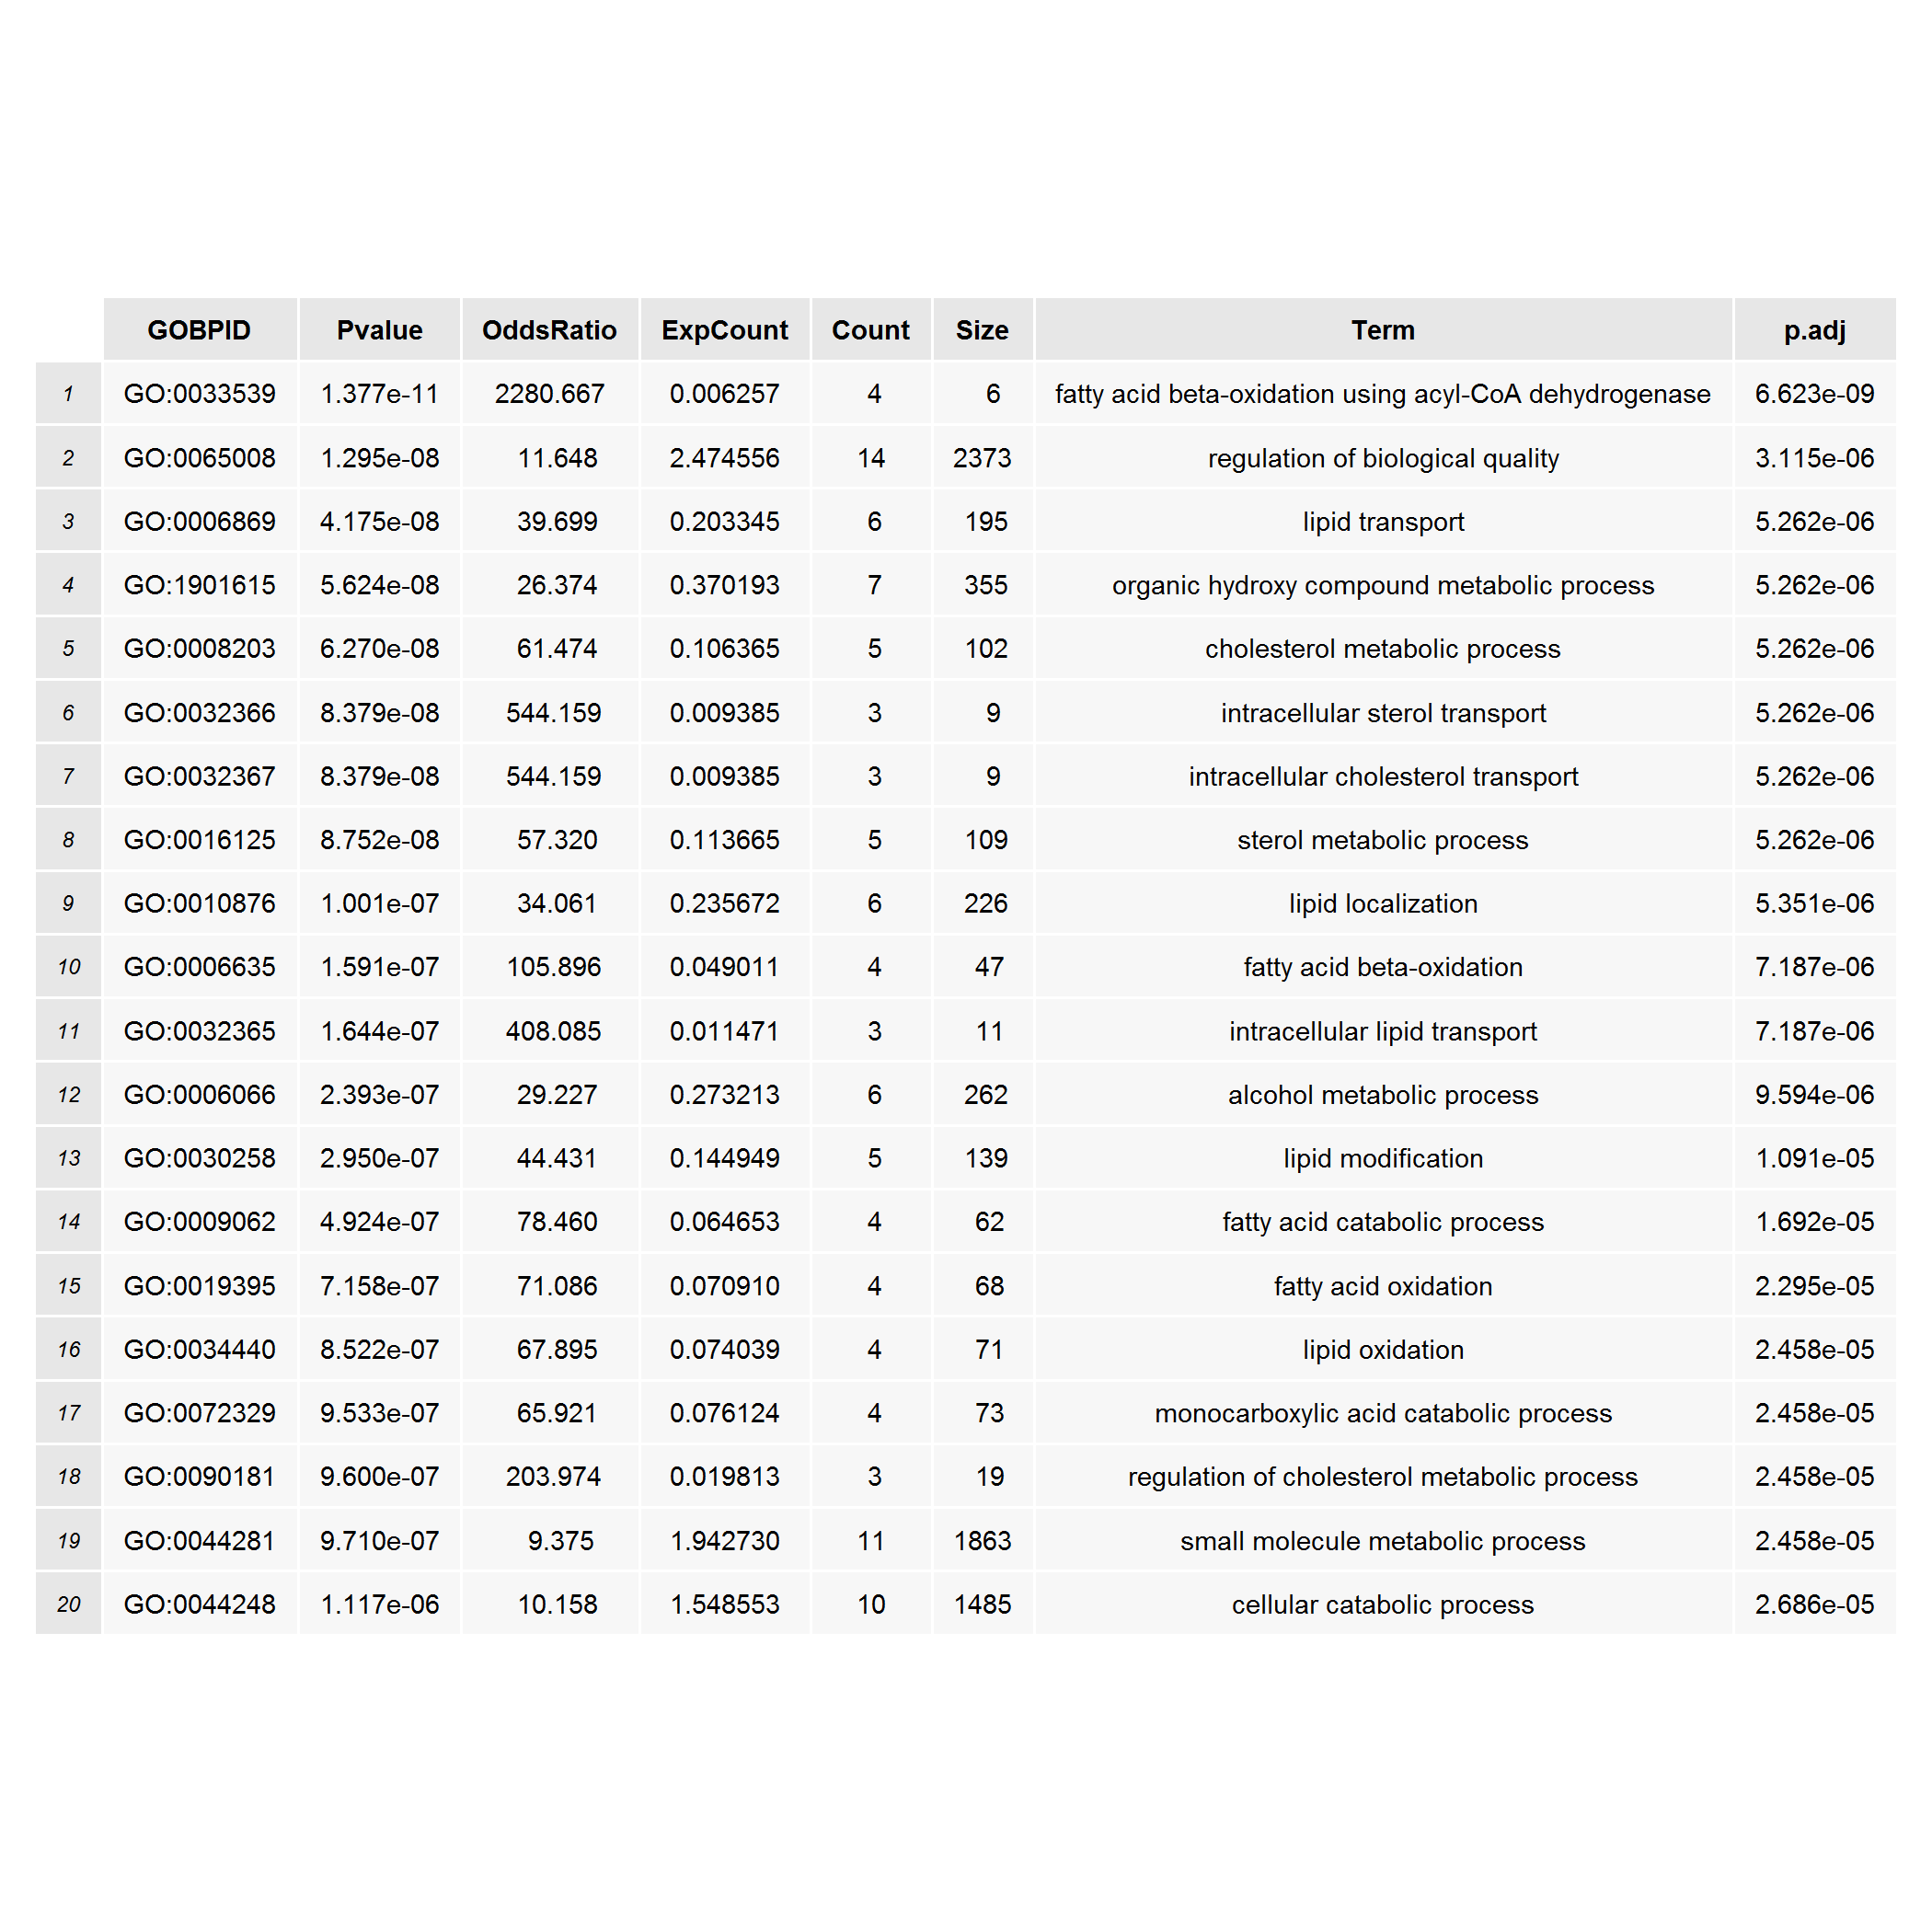 GOBPID Pvalue OddsRatio ExpCount Count Size Term p.adj
1 GO:0033539 1.377e-11 2280.667 0.006257 4 6 fatty acid beta-oxidation using acyl-CoA dehydrogenase 6.623e-09
2 GO:0065008 1.295e-08 11.648 2.474556 14 2373 regulation of biological quality 3.115e-06
3 GO:0006869 4.175e-08 39.699 0.203345 6 195 lipid transport 5.262e-06
4 GO:1901615 5.624e-08 26.374 0.370193 7 355 organic hydroxy compound metabolic process 5.262e-06
5 GO:0008203 6.270e-08 61.474 0.106365 5 102 cholesterol metabolic process 5.262e-06
6 GO:0032366 8.379e-08 544.159 0.009385 3 9 intracellular sterol transport 5.262e-06
7 GO:0032367 8.379e-08 544.159 0.009385 3 9 intracellular cholesterol transport 5.262e-06
8 GO:0016125 8.752e-08 57.320 0.113665 5 109 sterol metabolic process 5.262e-06
9 GO:0010876 1.001e-07 34.061 0.235672 6 226 lipid localization 5.351e-06
10 GO:0006635 1.591e-07 105.896 0.049011 4 47 fatty acid beta-oxidation 7.187e-06
11 GO:0032365 1.644e-07 408.085 0.011471 3 11 intracellular lipid transport 7.187e-06
12 GO:0006066 2.393e-07 29.227 0.273213 6 262 alcohol metabolic process 9.594e-06
13 GO:0030258 2.950e-07 44.431 0.144949 5 139 lipid modification 1.091e-05
14 GO:0009062 4.924e-07 78.460 0.064653 4 62 fatty acid catabolic process 1.692e-05
15 GO:0019395 7.158e-07 71.086 0.070910 4 68 fatty acid oxidation 2.295e-05
16 GO:0034440 8.522e-07 67.895 0.074039 4 71 lipid oxidation 2.458e-05
17 GO:0072329 9.533e-07 65.921 0.076124 4 73 monocarboxylic acid catabolic process 2.458e-05
18 GO:0090181 9.600e-07 203.974 0.019813 3 19 regulation of cholesterol metabolic process 2.458e-05
19 GO:0044281 9.710e-07 9.375 1.942730 11 1863 small molecule metabolic process 2.458e-05
20 GO:0044248 1.117e-06 10.158 1.548553 10 1485 cellular catabolic process 2.686e-05